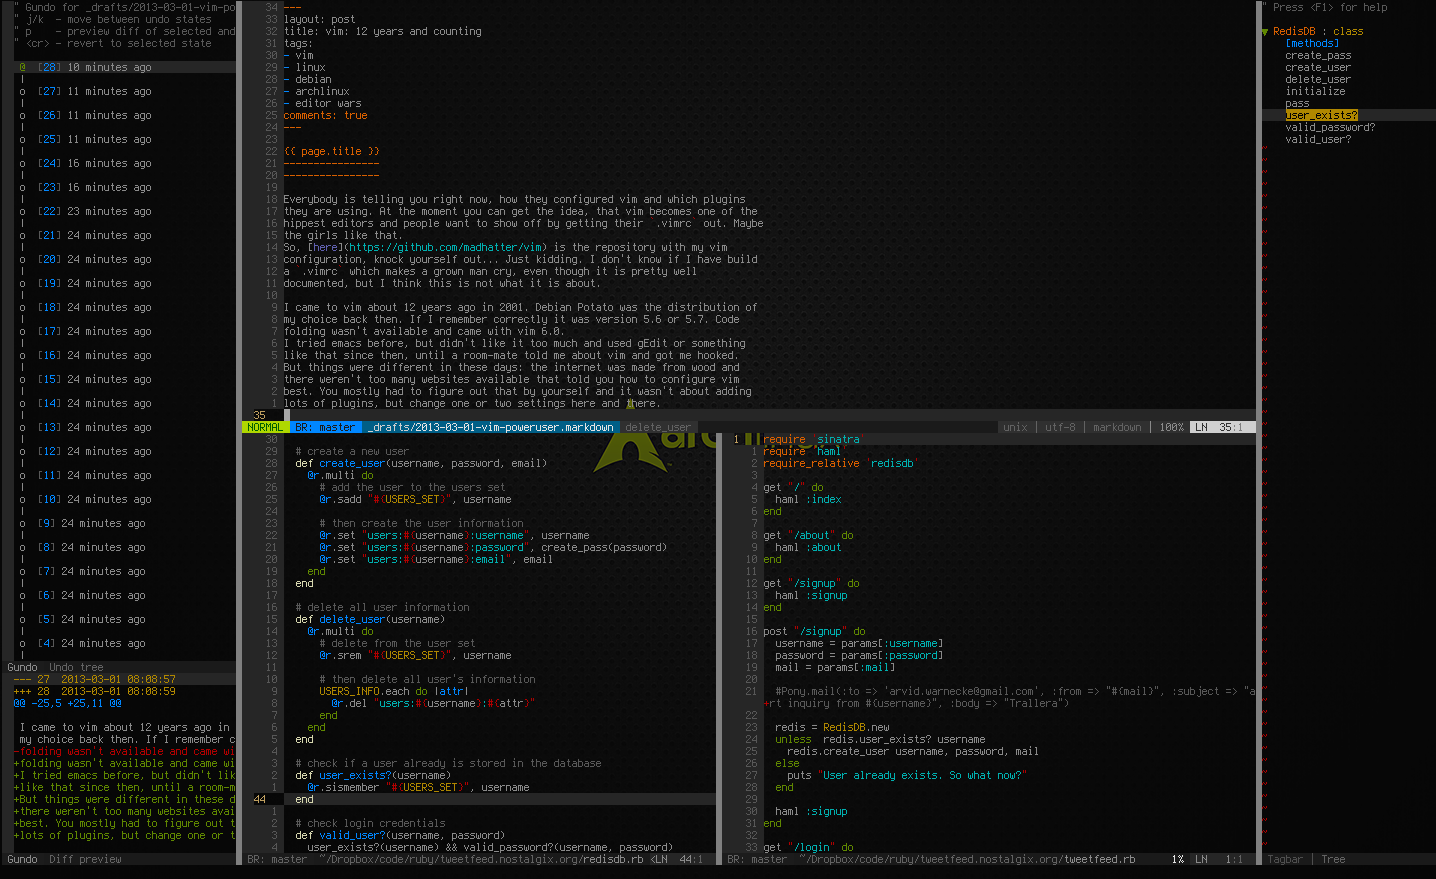 " Gundo for _drafts/2013-03-01-vim-po
" j/k  - move between undo states
" p    - preview diff of selected and
" <cr> - revert to selected state
@  [28] 10 minutes ago
|
o  [27] 11 minutes ago
|
o  [26] 11 minutes ago
|
o  [25] 11 minutes ago
|
o  [24] 16 minutes ago
|
o  [23] 16 minutes ago
|
o  [22] 23 minutes ago
|
o  [21] 24 minutes ago
|
o  [20] 24 minutes ago
|
o  [19] 24 minutes ago
|
o  [18] 24 minutes ago
|
o  [17] 24 minutes ago
|
o  [16] 24 minutes ago
|
o  [15] 24 minutes ago
|
o  [14] 24 minutes ago
|
o  [13] 24 minutes ago
|
o  [12] 24 minutes ago
|
o  [11] 24 minutes ago
|
o  [10] 24 minutes ago
|
o  [9] 24 minutes ago
|
o  [8] 24 minutes ago
|
o  [7] 24 minutes ago
|
o  [6] 24 minutes ago
|
o  [5] 24 minutes ago
|
o  [4] 24 minutes ago
|
Gundo  Undo tree
--- 27  2013-03-01 08:08:57
+++ 28  2013-03-01 08:08:59
@@ -25,5 +25,11 @@
 I came to vim about 12 years ago in
 my choice back then. If I remember c
-folding wasn't available and came wi
+folding wasn't available and came wi
+I tried emacs before, but didn't lik
+like that since then, until a room-m
+But things were different in these d
+there weren't too many websites avai
+best. You mostly had to figure out t
+lots of plugins, but change one or t
Gundo  Diff preview
34 ---
33 layout: post
32 title: vim: 12 years and counting
31 tags:
30 - vim
29 - linux
28 - debian
27 - archlinux
26 - editor wars
25 comments: true
24 ---
23
22 {{ page.title }}
21 ----------------
20 ----------------
19
18 Everybody is telling you right now, how they configured vim and which plugins
17 they are using. At the moment you can get the idea, that vim becomes one of the
16 hippest editors and people want to show off by getting their `.vimrc` out. Maybe
15 the girls like that.
14 So, [here](https://github.com/madhatter/vim) is the repository with my vim
13 configuration, knock yourself out... Just kidding. I don't know if I have build
12 a `.vimrc` which makes a grown man cry, even though it is pretty well
11 documented, but I think this is not what it is about.
10
9 I came to vim about 12 years ago in 2001. Debian Potato was the distribution of
8 my choice back then. If I remember correctly it was version 5.6 or 5.7. Code
7 folding wasn't available and came with vim 6.0.
6 I tried emacs before, but didn't like it too much and used gEdit or something
5 like that since then, until a room-mate told me about vim and got me hooked.
4 But things were different in these days: the internet was made from wood and
3 there weren't too many websites available that told you how to configure vim
2 best. You mostly had to figure out that by yourself and it wasn't about adding
1 lots of plugins, but change one or two settings here and there.
35
NORMAL  BR: master  _drafts/2013-03-01-vim-poweruser.markdown  delete_user  unix | utf-8 | markdown | 100%  LN  35:1
30
29   # create a new user
28   def create_user(username, password, email)
27     @r.multi do
26       # add the user to the users set
25       @r.sadd "#{USERS_SET}", username
24
23       # then create the user information
22       @r.set "users:#{username}:username", username
21       @r.set "users:#{username}:password", create_pass(password)
20       @r.set "users:#{username}:email", email
19     end
18   end
17
16   # delete all user information
15   def delete_user(username)
14     @r.multi do
13       # delete from the user set
12       @r.srem "#{USERS_SET}", username
11
10       # then delete all user's information
9       USERS_INFO.each do |attr|
8         @r.del "users:#{username}:#{attr}"
7       end
6     end
5   end
4
3   # check if a user already is stored in the database
2   def user_exists?(username)
1     @r.sismember "#{USERS_SET}", username
44   end
1
2   # check login credentials
3   def valid_user?(username, password)
4     user_exists?(username) && valid_password?(username, password)
BR: master  ~/Dropbox/code/ruby/tweetfeed.nostalgix.org/redisdb.rb  <LN  44:1
1 require 'sinatra'
1 require 'haml'
2 require_relative 'redisdb'
3
4 get "/" do
5   haml :index
6 end
7
8 get "/about" do
9   haml :about
10 end
11
12 get "/signup" do
13   haml :signup
14 end
15
16 post "/signup" do
17   username = params[:username]
18   password = params[:password]
19   mail = params[:mail]
20
21   #Pony.mail(:to => 'arvid.warnecke@gmail.com', :from => "#{mail}", :subject => "a
+rt inquiry from #{username}", :body => "Trallera")
22
23   redis = RedisDB.new
24   unless  redis.user_exists? username
25     redis.create_user username, password, mail
26   else
27     puts "User already exists. So what now?"
28   end
29
30   haml :signup
31 end
32
33 get "/login" do
BR: master  ~/Dropbox/code/ruby/tweetfeed.nostalgix.org/tweetfeed.rb  1%  LN  1:1
" Press <F1> for help
▼ RedisDB : class
[methods]
create_pass
create_user
delete_user
initialize
pass
user_exists?
valid_password?
valid_user?
Tagbar | Tree